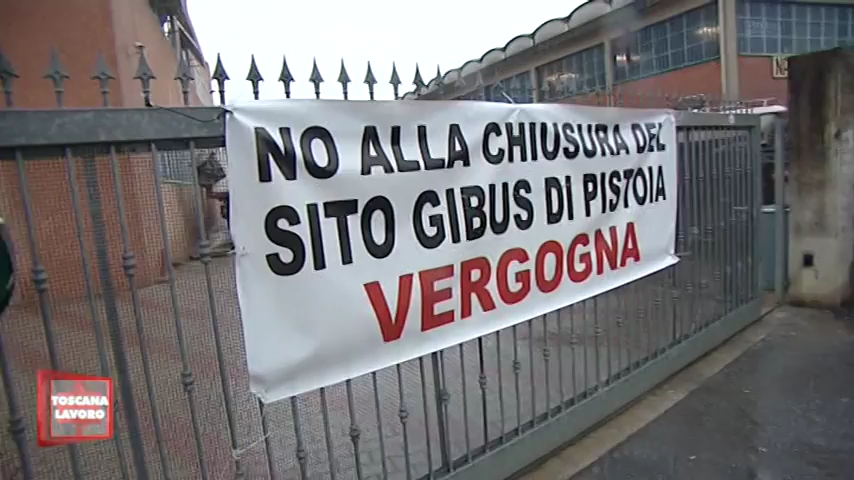 NO ALLA CHIUSURA DEL
SITO GIBUS DI PISTOIA
VERGOGNA
TOSCANA
LAVORO